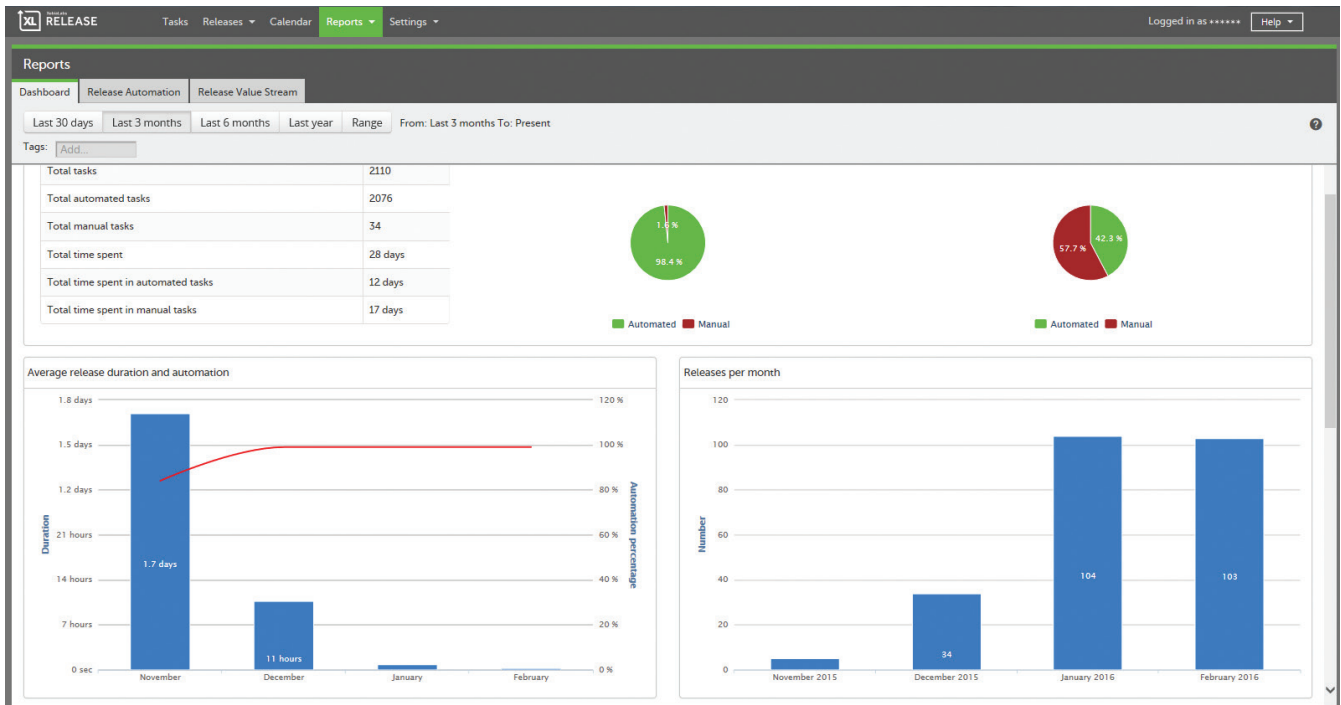 XL RELEASE Tasks Releases Calendar Reports Settings Logged in as ****** Help
Reports
Dashboard Release Automation Release Value Stream
Last 30 days Last 3 months Last 6 months Last year Range From: Last 3 months To: Present ?
Tags: Add...
Total tasks 2110
Total automated tasks 2076
Total manual tasks 34
Total time spent 28 days
Total time spent in automated tasks 12 days
Total time spent in manual tasks 17 days
1.6 %
98.4 %
Automated Manual
42.3 %
57.7 %
Automated Manual
Average release duration and automation
1.8 days 120 %
1.5 days 100 %
1.2 days 80 %
21 hours 60 %
14 hours 40 %
7 hours 20 %
0 sec 0 %
Duration
Automation percentage
1.7 days
11 hours
November December January February
Releases per month
120
100
80
60
40
20
0
Number
34
104
103
November 2015 December 2015 January 2016 February 2016